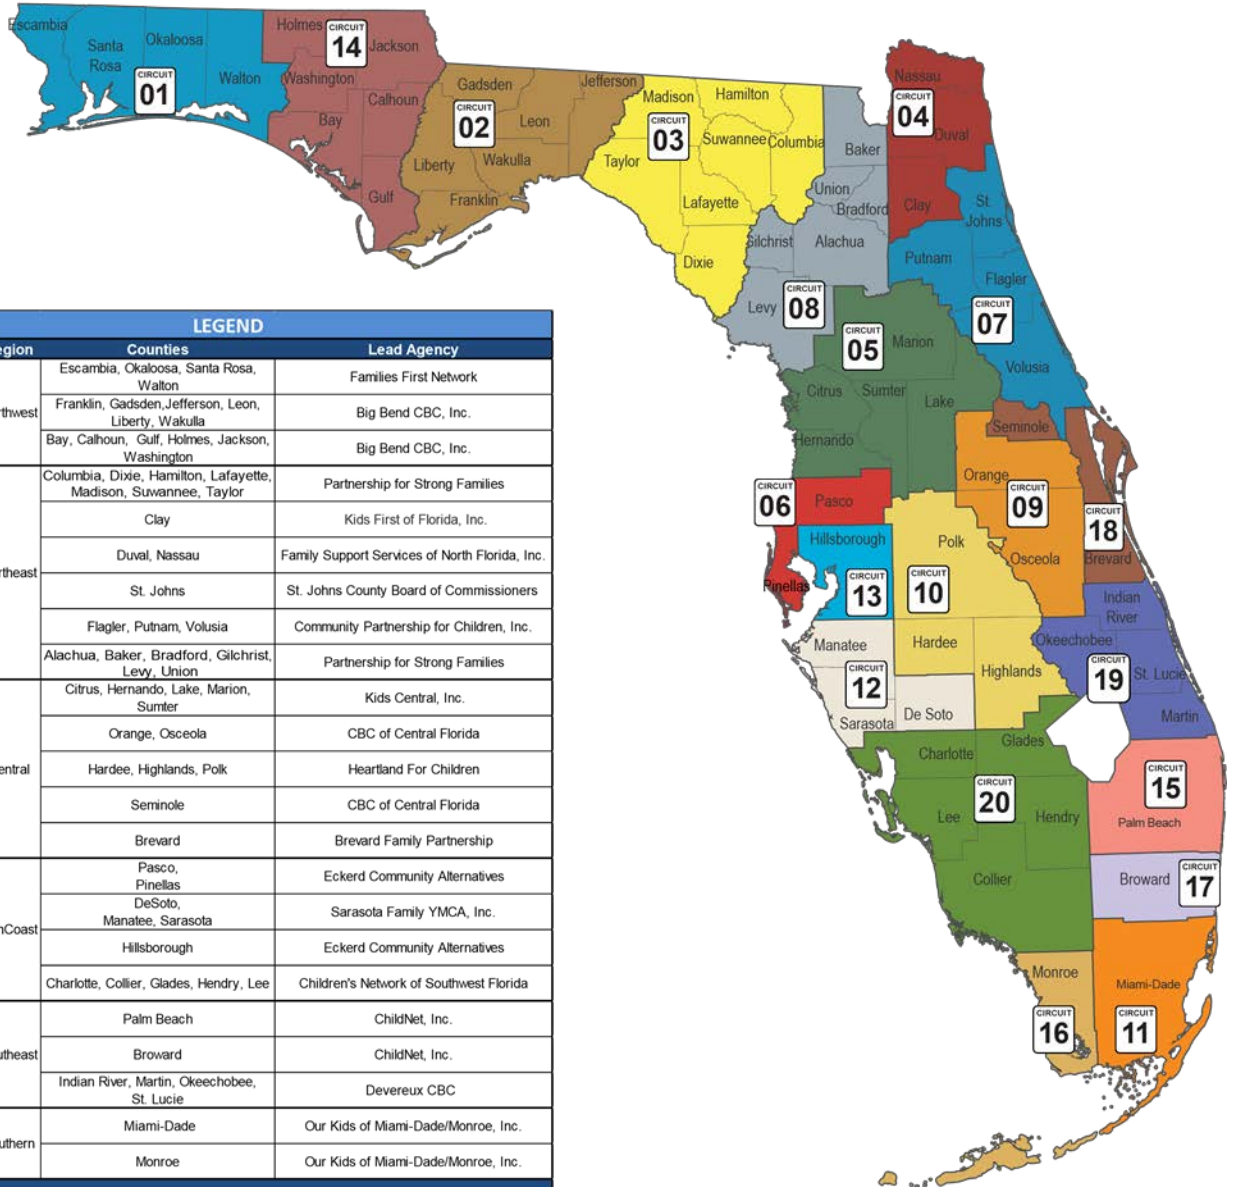 Escambia
Santa
Rosa
Okaloosa
Walton
CIRCUIT
01
Holmes
CIRCUIT
14
Jackson
Washington
Calhoun
Bay
Gulf
Gadsden
CIRCUIT
02
Leon
Jefferson
Liberty
Wakulla
Franklin
Madison
Hamilton
CIRCUIT
03
Suwannee
Columbia
Taylor
Lafayette
Dixie
Nassau
CIRCUIT
04
Duval
Clay
Baker
Union
Bradford
Gilchrist
Alachua
Levy
CIRCUIT
08
St.
Johns
Putnam
Flagler
CIRCUIT
07
Volusia
CIRCUIT
05
Marion
Citrus
Sumter
Lake
Hernando
Seminole
Orange
CIRCUIT
09
Osceola
CIRCUIT
18
Brevard
CIRCUIT
06
Pasco
Pinellas
Hillsborough
CIRCUIT
13
Polk
CIRCUIT
10
Hardee
Highlands
Manatee
CIRCUIT
12
Sarasota
De Soto
Indian
River
Okeechobee
CIRCUIT
19
St. Lucie
Martin
Charlotte
Glades
CIRCUIT
20
Lee
Hendry
Collier
CIRCUIT
15
Palm Beach
Broward
CIRCUIT
17
Monroe
CIRCUIT
16
Miami-Dade
CIRCUIT
11
LEGEND
egion Counties Lead Agency
thwest
Escambia, Okaloosa, Santa Rosa,
Walton
Families First Network
Franklin, Gadsden,Jefferson, Leon,
Liberty, Wakulla
Big Bend CBC, Inc.
Bay, Calhoun, Gulf, Holmes, Jackson,
Washington
Big Bend CBC, Inc.
rtheast
Columbia, Dixie, Hamilton, Lafayette,
Madison, Suwannee, Taylor
Partnership for Strong Families
Clay Kids First of Florida, Inc.
Duval, Nassau Family Support Services of North Florida, Inc.
St. Johns St. Johns County Board of Commissioners
Flagler, Putnam, Volusia Community Partnership for Children, Inc.
Alachua, Baker, Bradford, Gilchrist,
Levy, Union
Partnership for Strong Families
entral
Citrus, Hernando, Lake, Marion,
Sumter
Kids Central, Inc.
Orange, Osceola CBC of Central Florida
Hardee, Highlands, Polk Heartland For Children
Seminole CBC of Central Florida
Brevard Brevard Family Partnership
nCoast
Pasco,
Pinellas
Eckerd Community Alternatives
DeSoto,
Manatee, Sarasota
Sarasota Family YMCA, Inc.
Hillsborough Eckerd Community Alternatives
Charlotte, Collier, Glades, Hendry, Lee Children's Network of Southwest Florida
utheast
Palm Beach ChildNet, Inc.
Broward ChildNet, Inc.
Indian River, Martin, Okeechobee,
St. Lucie
Devereux CBC
uthern
Miami-Dade Our Kids of Miami-Dade/Monroe, Inc.
Monroe Our Kids of Miami-Dade/Monroe, Inc.